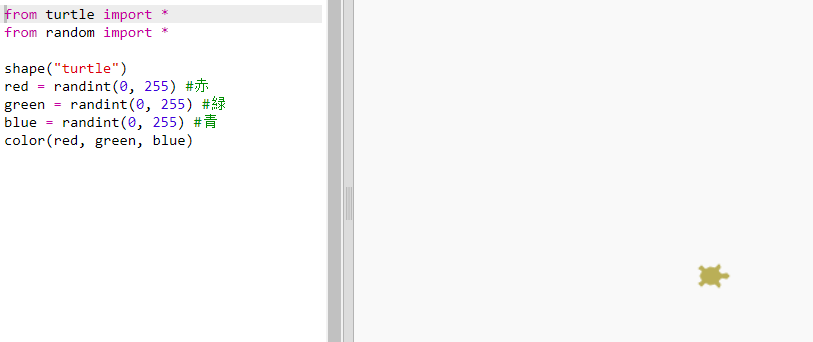 from turtle import *
from random import *

shape("turtle")
red = randint(0, 255) #赤
green = randint(0, 255) #緑
blue = randint(0, 255) #青
color(red, green, blue)